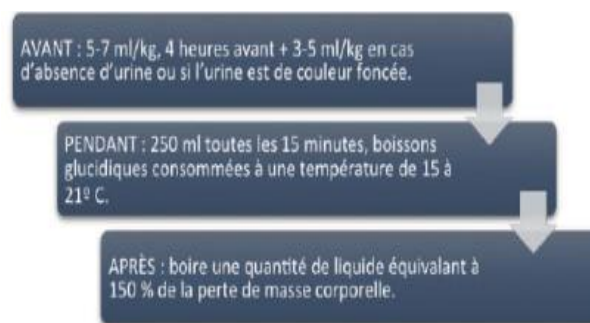 AVANT : 5-7 ml/kg, 4 heures avant + 3-5 ml/kg en cas
d'absence d'urine ou si l'urine est de couleur foncée.
PENDANT : 250 ml toutes les 15 minutes, boissons
glucidiques consommées à une température de 15 à
21º C.
APRÈS : boire une quantité de liquide équivalant à
150 % de la perte de masse corporelle.